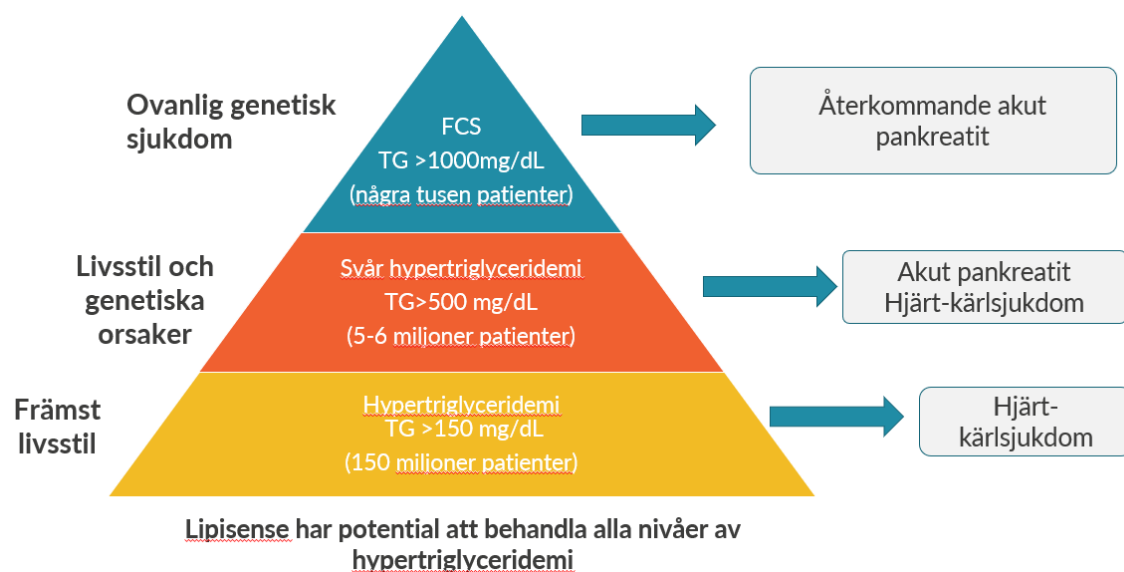 Ovanlig genetisk
sjukdom
FCS
TG >1000mg/dL
(några tusen patienter)
Återkommande akut
pankreatit
Livsstil och
genetiska
orsaker
Svår hypertriglyceridemi
TG>500 mg/dL
(5-6 miljoner patienter)
Akut pankreatit
Hjärt-kärlsjukdom
Främst
livsstil
Hypertriglyceridemi
TG >150 mg/dL
(150 miljoner patienter)
Hjärt-
kärlsjukdom
Lipisense har potential att behandla alla nivåer av
hypertriglyceridemi